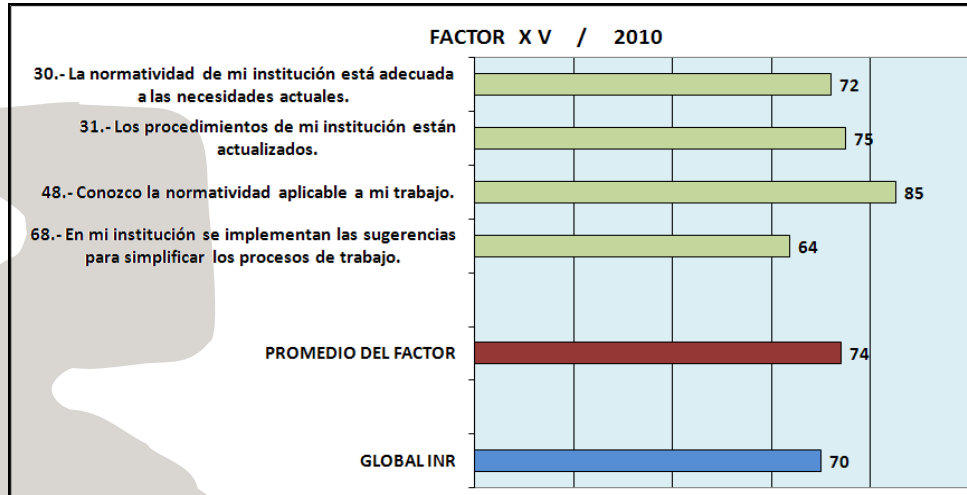 FACTOR X V / 2010
30.- La normatividad de mi institución está adecuada
a las necesidades actuales.
72
31.- Los procedimientos de mi institución están
actualizados.
75
48.- Conozco la normatividad aplicable a mi trabajo.
85
68.- En mi institución se implementan las sugerencias
para simplificar los procesos de trabajo.
64
PROMEDIO DEL FACTOR
74
GLOBAL INR
70